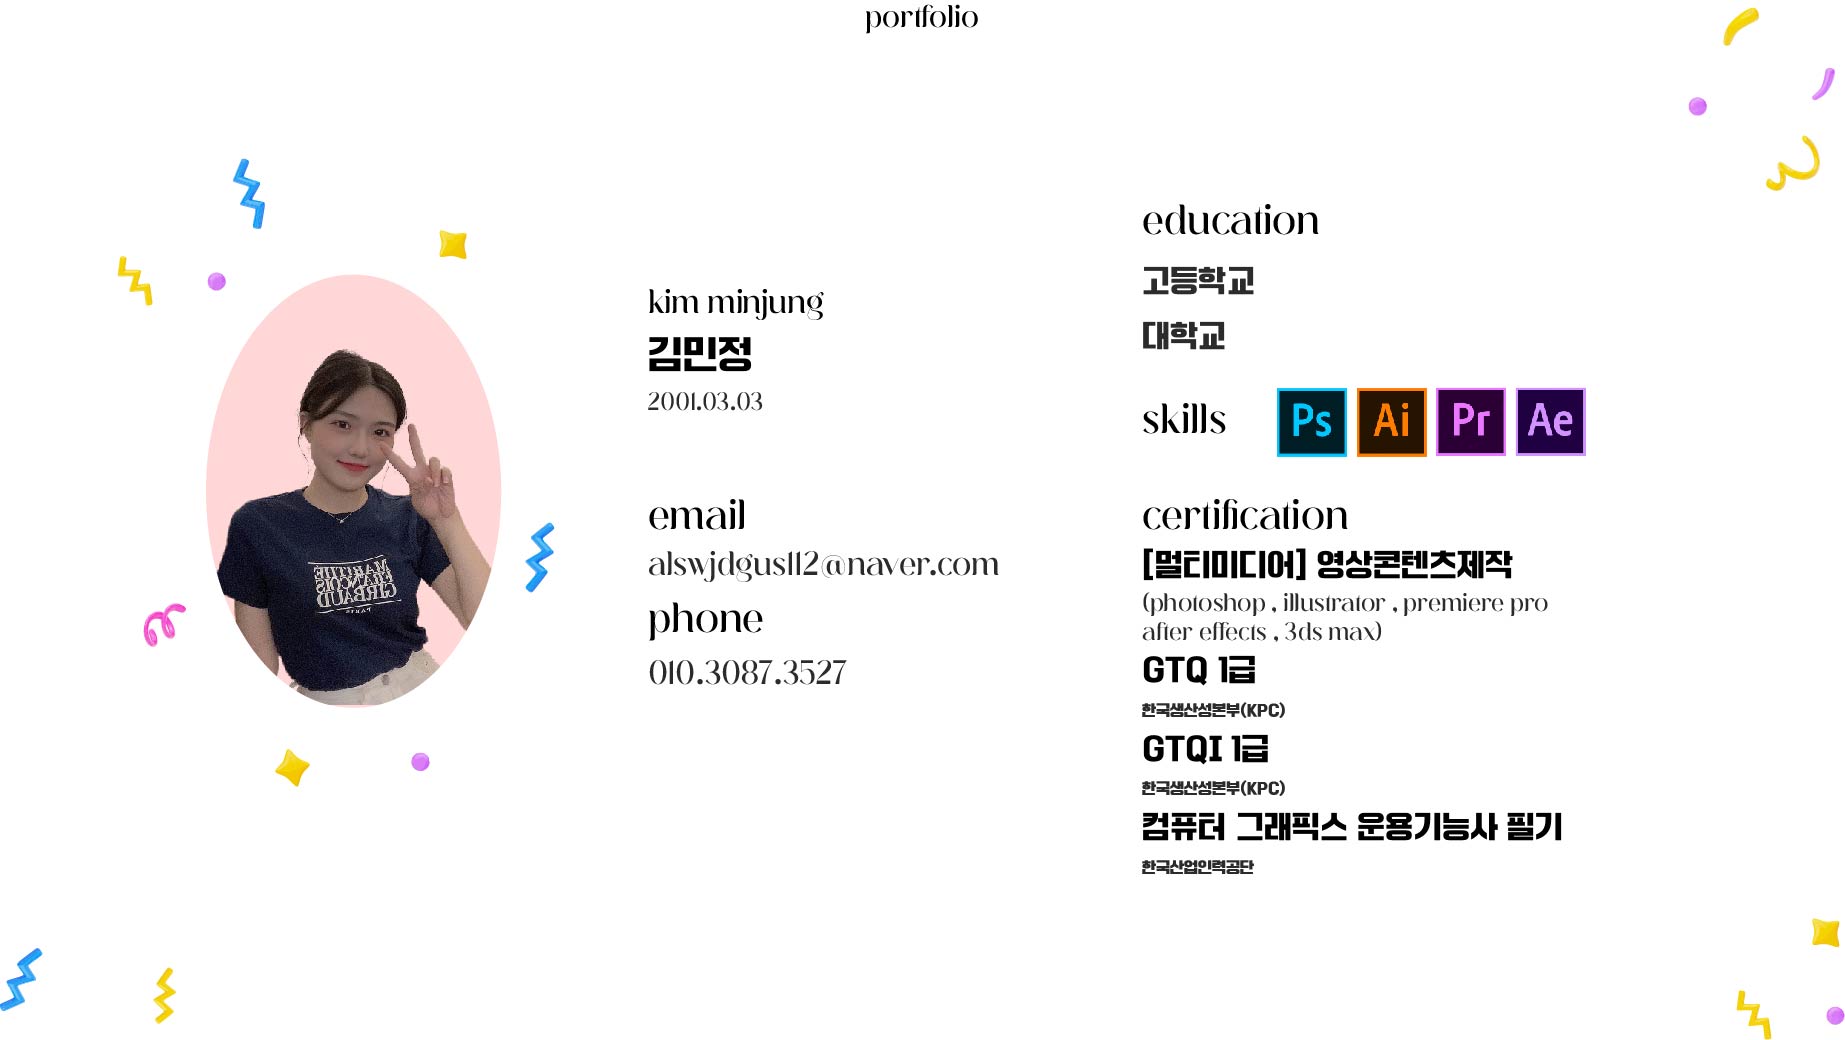 portfolio
kim minjung
김민정
2001.03.03
email
alswjdgus112@naver.com
phone
010.3087.3527
MARITHE
FRANCOIS
GIRBAUD
PARIS
education
고등학교
대학교
skills
Ps Ai Pr Ae
certification
[멀티미디어] 영상콘텐츠제작
(photoshop , illustrator , premiere pro
after effects , 3ds max)
GTQ 1급
한국생산성본부(KPC)
GTQI 1급
한국생산성본부(KPC)
컴퓨터 그래픽스 운용기능사 필기
한국산업인력공단